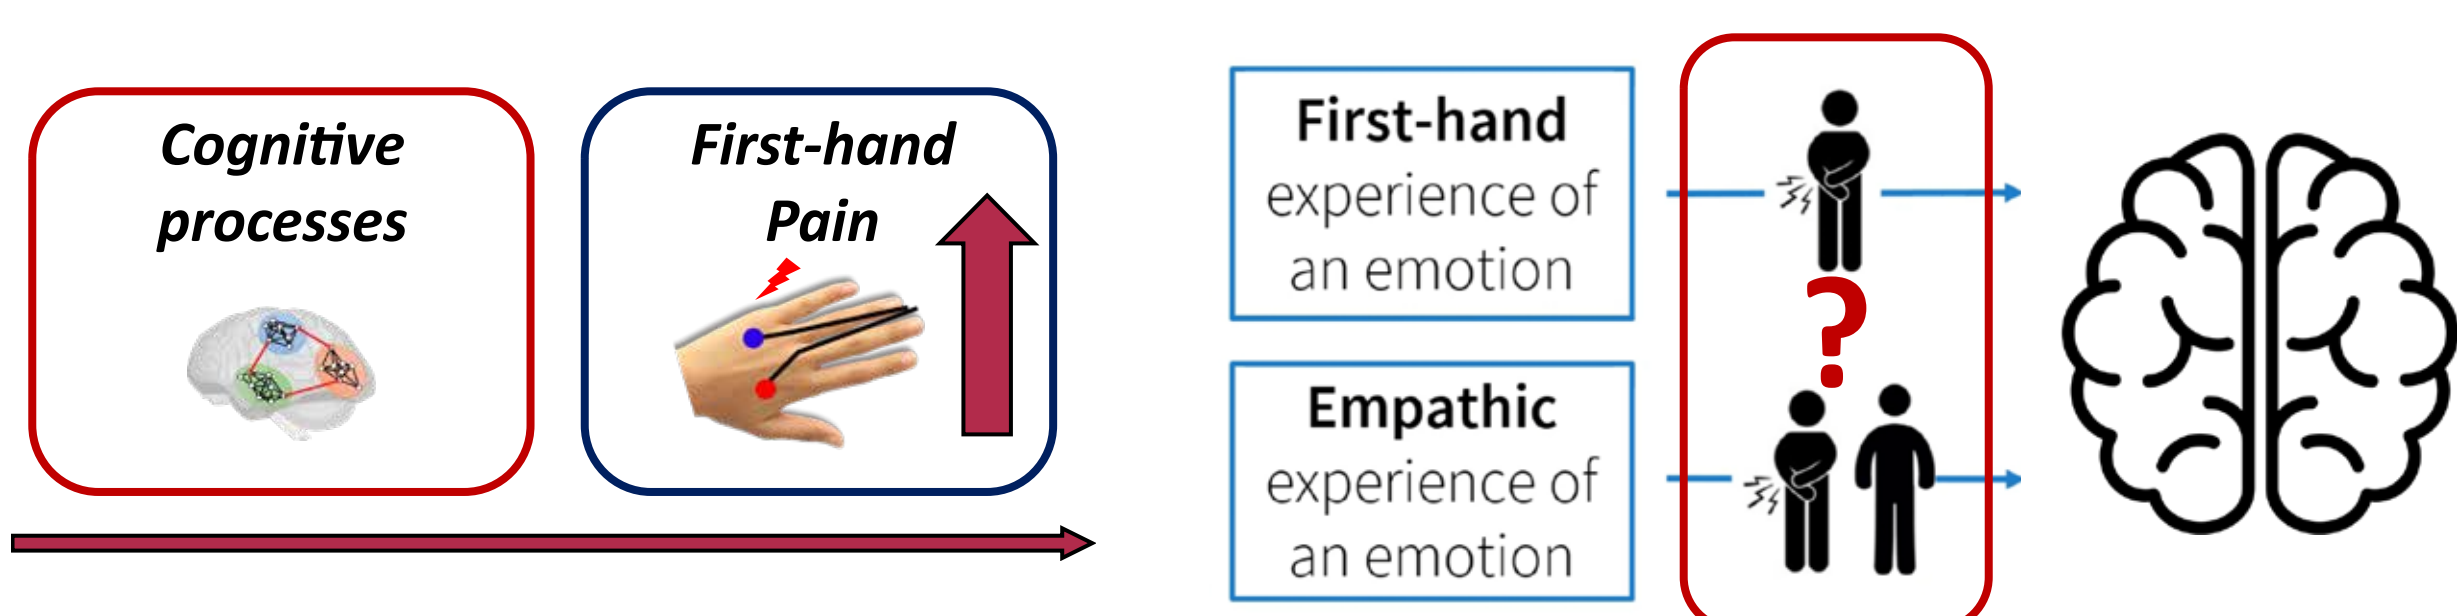 Cognitive
processes
First-hand
Pain
First-hand
experience of
an emotion
?
Empathic
experience of
an emotion